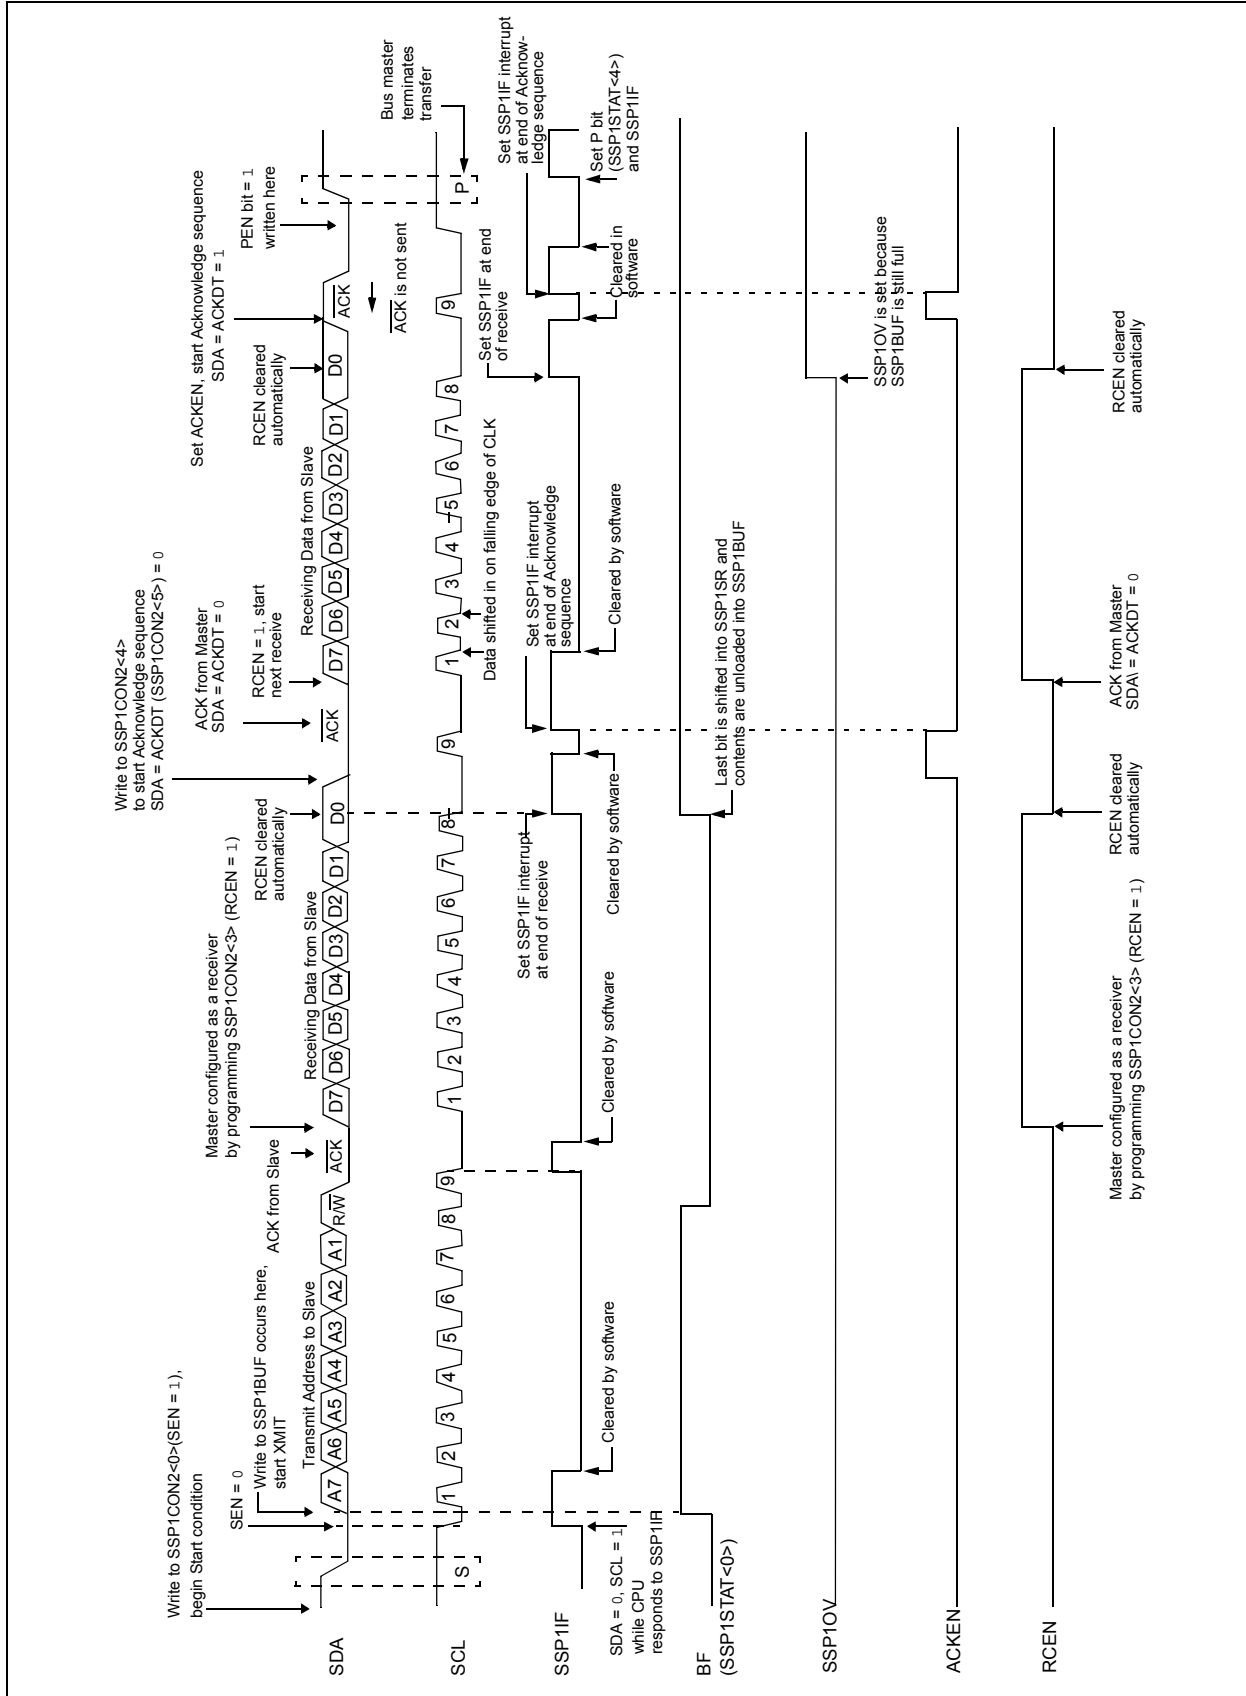 Write to SSP1CON2<0>(SEN = 1),
begin Start condition
SEN = 0
Write to SSP1BUF occurs here,
start XMIT
ACK from Slave
Master configured as a receiver
by programming SSP1CON2<3> (RCEN = 1)
RCEN cleared
automatically
Write to SSP1CON2<4>
to start Acknowledge sequence
SDA = ACKDT (SSP1CON2<5>) = 0
ACK from Master
SDA = ACKDT = 0
RCEN = 1, start
next receive
Set ACKEN, start Acknowledge sequence
SDA = ACKDT = 1
RCEN cleared
automatically
PEN bit = 1
written here
Transmit Address to Slave
Receiving Data from Slave
Receiving Data from Slave
SDA
A7 A6 A5 A4 A3 A2 A1 R/W ACK D7 D6 D5 D4 D3 D2 D1 D0 ACK D7 D6 D5 D4 D3 D2 D1 D0 ACK
ACK is not sent
Bus master
terminates
transfer
SCL
S 1 2 3 4 5 6 7 8 9 1 2 3 4 5 6 7 8 9 1 2 3 4 5 6 7 8 9 P
Data shifted in on falling edge of CLK
Set SSP1IF interrupt
at end of receive
Set SSP1IF interrupt
at end of Acknowledge
sequence
Set SSP1IF at end
of receive
Set SSP1IF interrupt
at end of Acknow-
ledge sequence
SSP1IF
SDA = 0, SCL = 1
while CPU
responds to SSP1IF
Cleared by software
Cleared by software
Cleared by software
Cleared by software
Cleared in
software
Set P bit
(SSP1STAT<4>)
and SSP1IF
BF
(SSP1STAT<0>)
Last bit is shifted into SSP1SR and
contents are unloaded into SSP1BUF
SSP1OV
SSP1OV is set because
SSP1BUF is still full
ACKEN
RCEN
Master configured as a receiver
by programming SSP1CON2<3> (RCEN = 1)
RCEN cleared
automatically
ACK from Master
SDA\ = ACKDT = 0
RCEN cleared
automatically